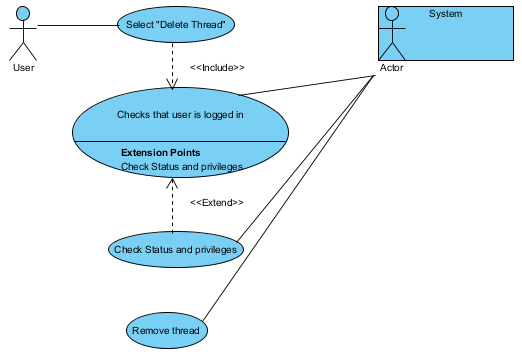 Select "Delete Thread"
System
User
Actor
<<Include>>
Checks that user is logged in
Extension Points
Check Status and privileges
<<Extend>>
Check Status and privileges
Remove thread